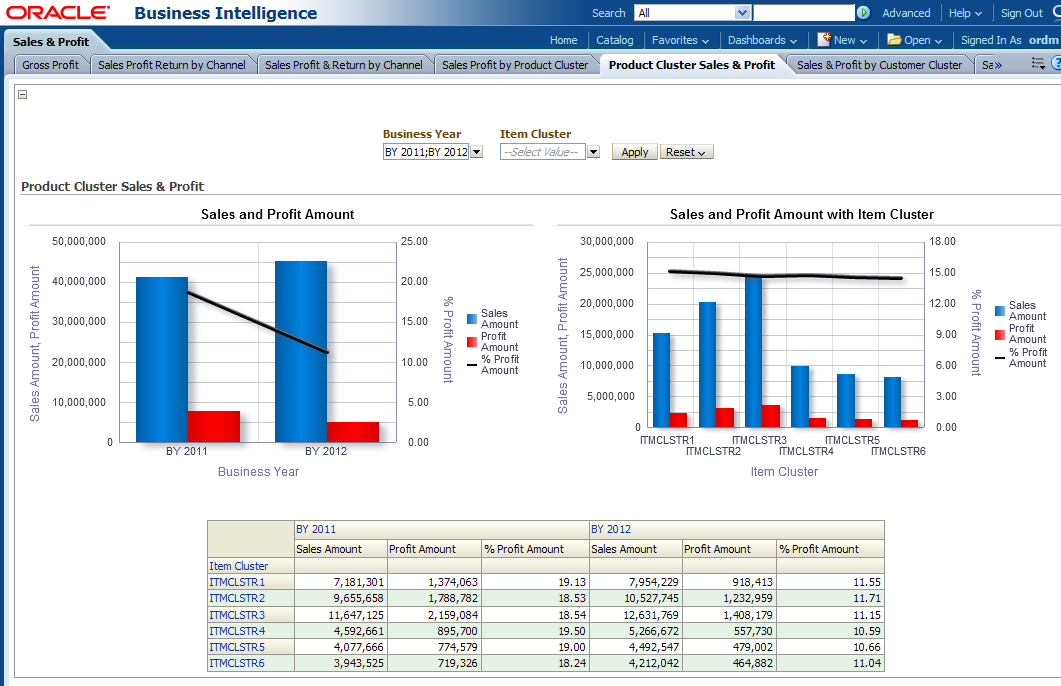 ORACLE Business Intelligence Search All Advanced Help Sign Out
Sales & Profit Home Catalog Favorites Dashboards New Open Signed In As ordm
Gross Profit Sales Profit Return by Channel Sales Profit & Return by Channel Sales Profit by Product Cluster Product Cluster Sales & Profit Sales & Profit by Customer Cluster Sa»
Business Year Item Cluster
BY 2011;BY 2012 --Select Value-- Apply Reset
Product Cluster Sales & Profit
Sales and Profit Amount
50,000,000
40,000,000
30,000,000
20,000,000
10,000,000
0
Sales Amount, Profit Amount
25.00
20.00
15.00
10.00
5.00
0.00
% Profit Amount
Sales
Amount
Profit
Amount
% Profit
Amount
BY 2011 BY 2012
Business Year
Sales and Profit Amount with Item Cluster
30,000,000
25,000,000
20,000,000
15,000,000
10,000,000
5,000,000
0
Sales Amount, Profit Amount
18.00
15.00
12.00
9.00
6.00
3.00
0.00
% Profit Amount
Sales
Amount
Profit
Amount
% Profit
Amount
ITMCLSTR1 ITMCLSTR3 ITMCLSTR5
ITMCLSTR2 ITMCLSTR4 ITMCLSTR6
Item Cluster
BY 2011 BY 2012
Sales Amount Profit Amount % Profit Amount Sales Amount Profit Amount % Profit Amount
Item Cluster
ITMCLSTR1 7,181,301 1,374,063 19.13 7,954,229 918,413 11.55
ITMCLSTR2 9,655,658 1,788,782 18.53 10,527,745 1,232,959 11.71
ITMCLSTR3 11,647,125 2,159,084 18.54 12,631,769 1,408,179 11.15
ITMCLSTR4 4,592,661 895,700 19.50 5,266,672 557,730 10.59
ITMCLSTR5 4,077,666 774,579 19.00 4,492,547 479,002 10.66
ITMCLSTR6 3,943,525 719,326 18.24 4,212,042 464,882 11.04